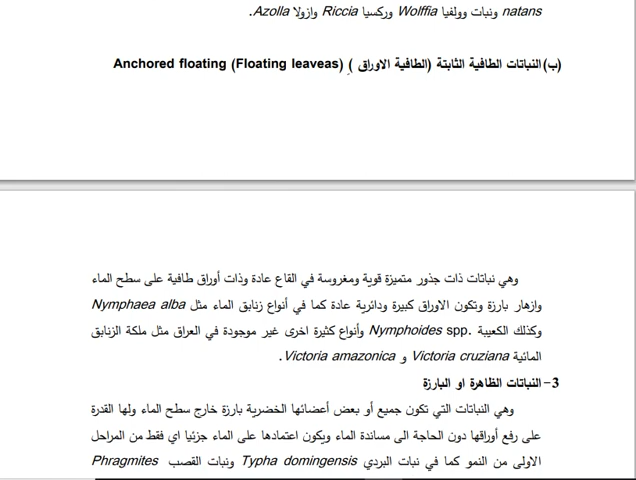 natans ونبات وولفيا Wolffia وركسيا Riccia وازولا Azolla.
(ب) النباتات الطافية الثابتة (الطافية الاوراق ) Anchored floating (Floating leaveas)
وهي نباتات ذات جذور متميزة قوية ومغروسة في القاع عادة وذات أوراق طافية على سطح الماء
وازهار بارزة وتكون الاوراق كبيرة ودائرية عادة كما في أنواع زنابق الماء مثل Nymphaea alba
وكذلك الكعيبة Nymphoides spp. وأنواع كثيرة اخرى غير موجودة في العراق مثل ملكة الزنابق
المائية Victoria cruziana و Victoria amazonica.
3- النباتات الظاهرة او البارزة
وهي النباتات التي تكون جميع أو بعض أعضائها الخضرية بارزة خارج سطح الماء ولها القدرة
على رفع أوراقها دون الحاجة الى مساندة الماء ويكون اعتمادها على الماء جزئيا اي فقط من المراحل
الاولى من النمو كما في نبات البردي Typha domingensis ونبات القصب Phragmites